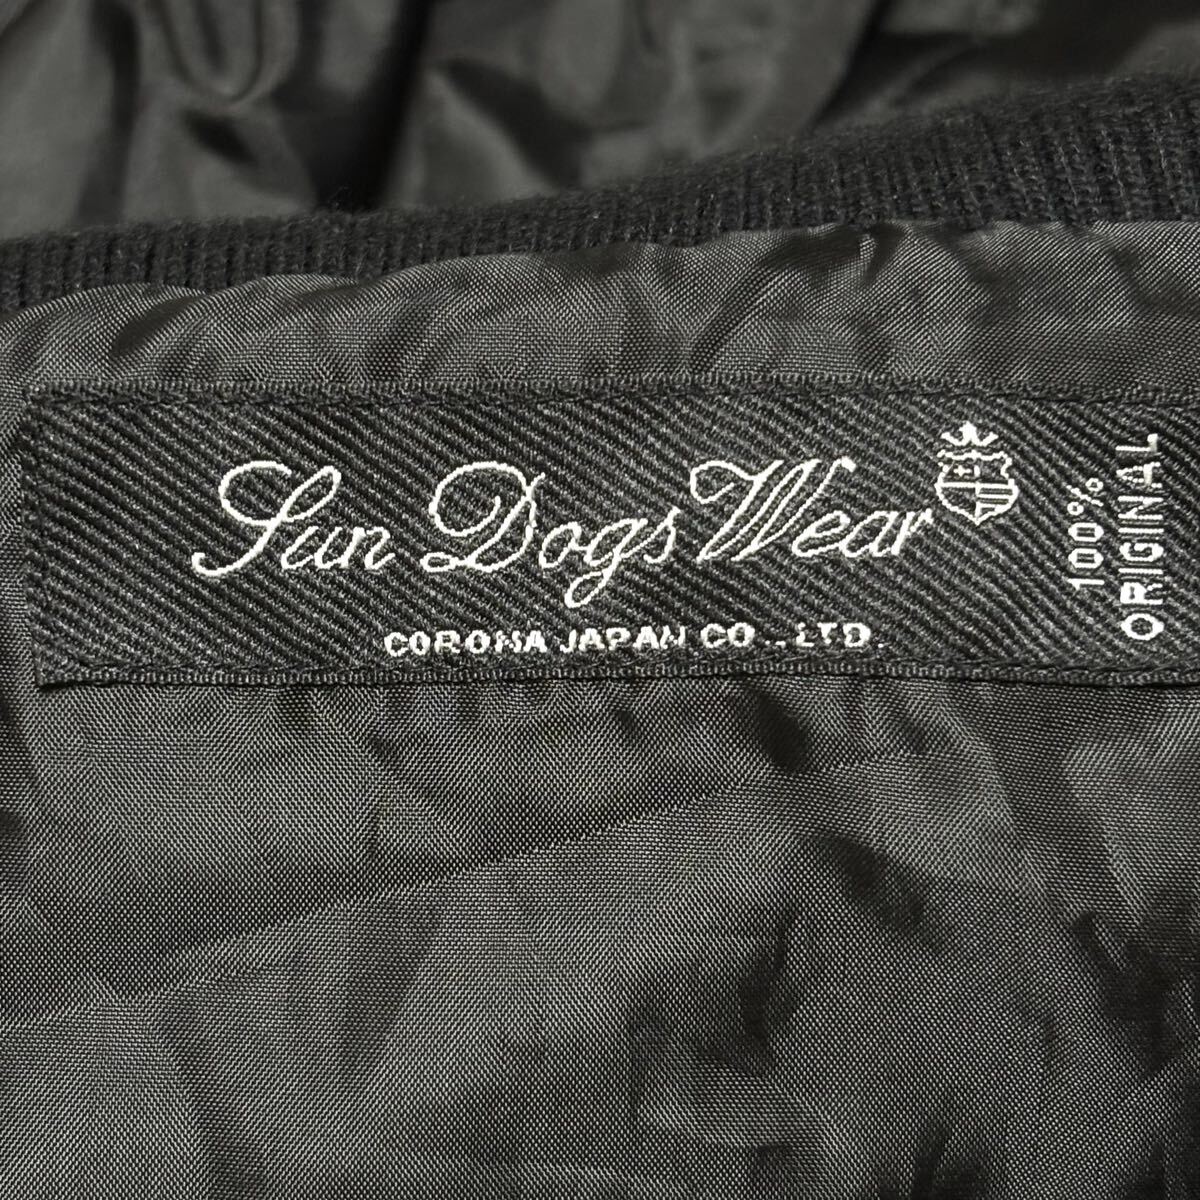 Sun Dogs Wear
CORONA JAPAN CO.,LTD.
100%
ORIGINAL